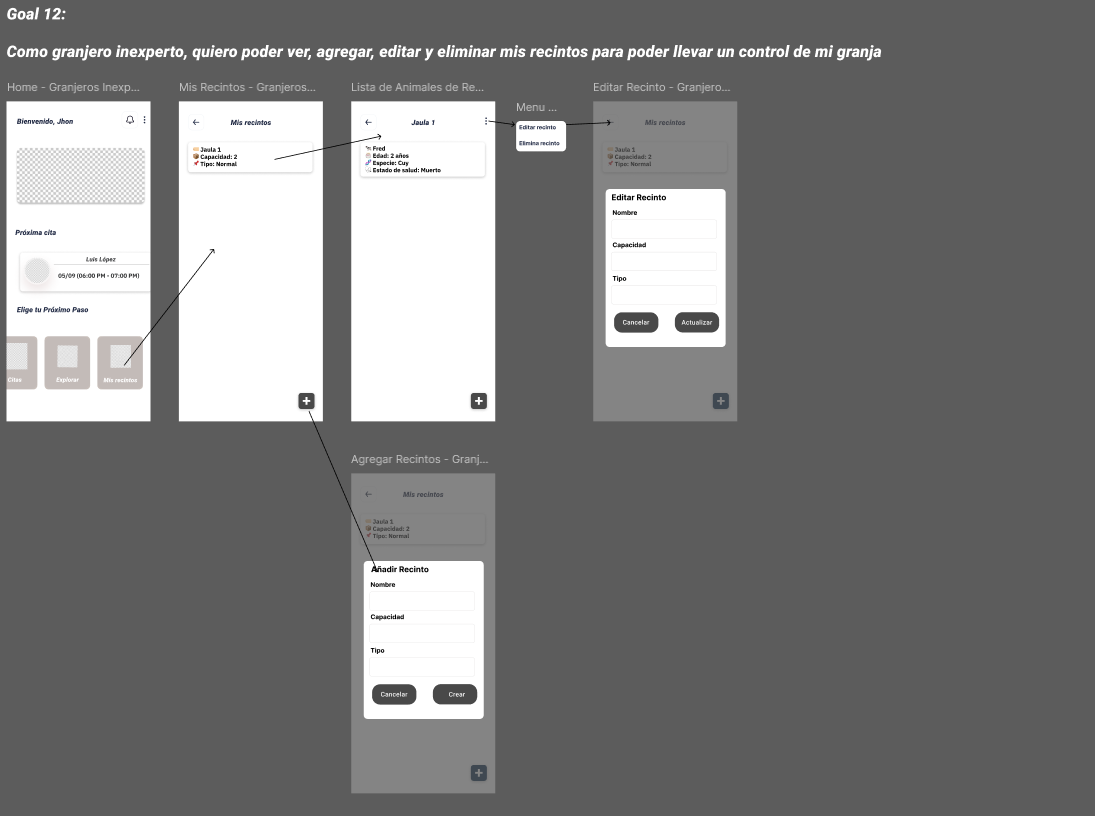 Goal 12:
Como granjero inexperto, quiero poder ver, agregar, editar y eliminar mis recintos para poder llevar un control de mi granja
Home - Granjeros Inexp...
Bienvenido, Jhon
Próxima cita
Luis López
05/09 (06:00 PM - 07:00 PM)
Elige tu Próximo Paso
Citas
Explorar
Mis recintos
Mis Recintos - Granjeros...
Mis recintos
Jaula 1
Capacidad: 2
Tipo: Normal
Lista de Animales de Re...
Jaula 1
Fred
Edad: 2 años
Especie: Cuy
Estado de salud: Muerto
Menu ...
Editar recinto
Elimina recinto
Editar Recinto - Granjero...
Mis recintos
Jaula 1
Capacidad: 2
Tipo: Normal
Editar Recinto
Nombre
Capacidad
Tipo
Cancelar
Actualizar
Agregar Recintos - Granj...
Mis recintos
Jaula 1
Capacidad: 2
Tipo: Normal
Añadir Recinto
Nombre
Capacidad
Tipo
Cancelar
Crear